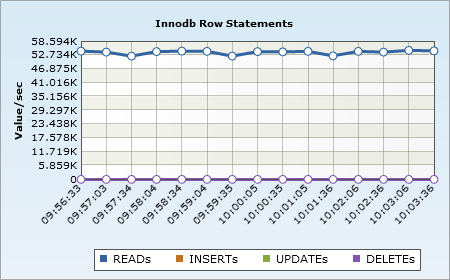 Innodb Row Statements
Value/sec
58.594K
52.734K
46.875K
41.016K
35.156K
29.297K
23.438K
17.578K
11.719K
5.859K
0
09:56:33
09:57:03
09:57:34
09:58:04
09:58:34
09:59:04
09:59:35
10:00:05
10:00:35
10:01:05
10:01:36
10:02:06
10:02:36
10:03:06
10:03:36
READs INSERTs UPDATEs DELETEs